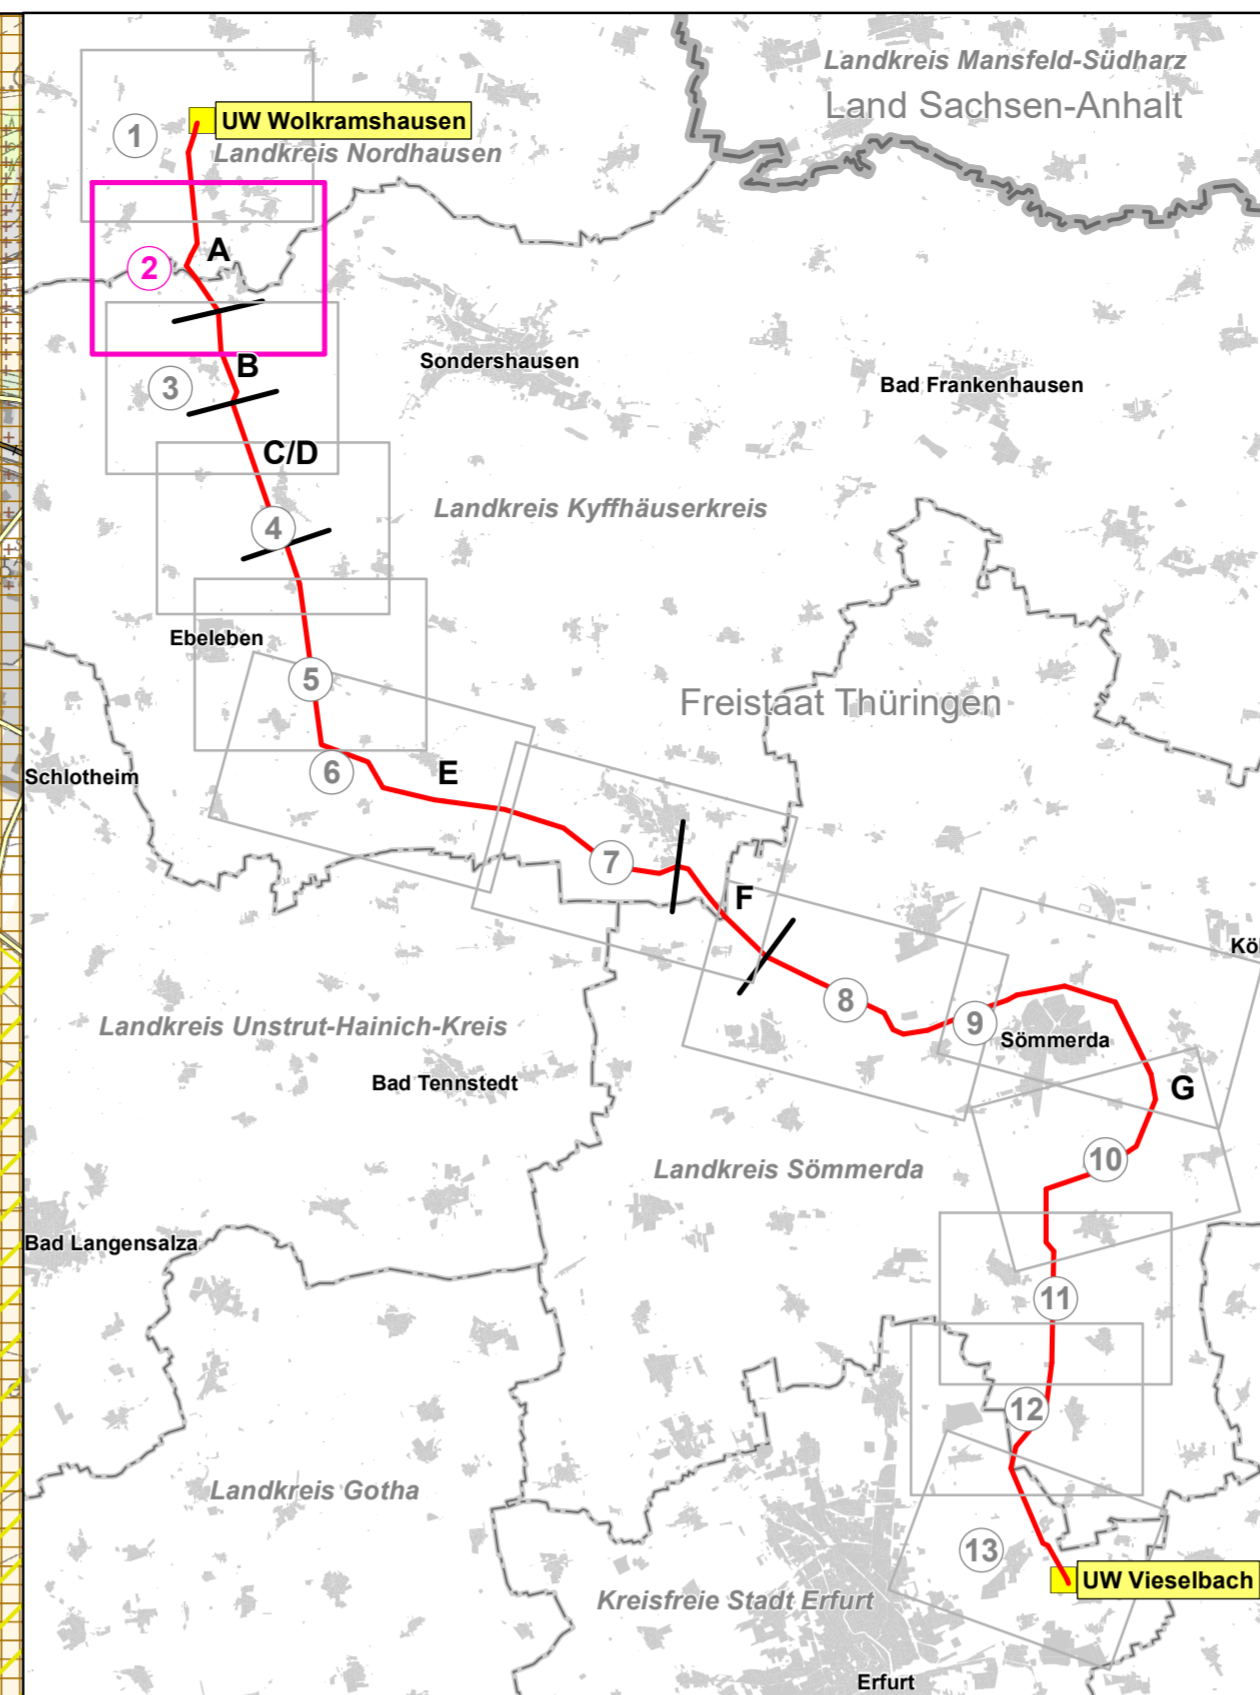 Landkreis Mansfeld-Südharz
Land Sachsen-Anhalt
1
UW Wolkramshausen
Landkreis Nordhausen
A
2
B
3
Sondershausen
Bad Frankenhausen
C/D
Landkreis Kyffhäuserkreis
4
Ebeleben
5
Freistaat Thüringen
Schlotheim
6
E
7
F
Kö
8
9
Sömmerda
Landkreis Unstrut-Hainich-Kreis
Bad Tennstedt
G
10
Landkreis Sömmerda
Bad Langensalza
11
12
Landkreis Gotha
13
UW Vieselbach
Kreisfreie Stadt Erfurt
Erfurt